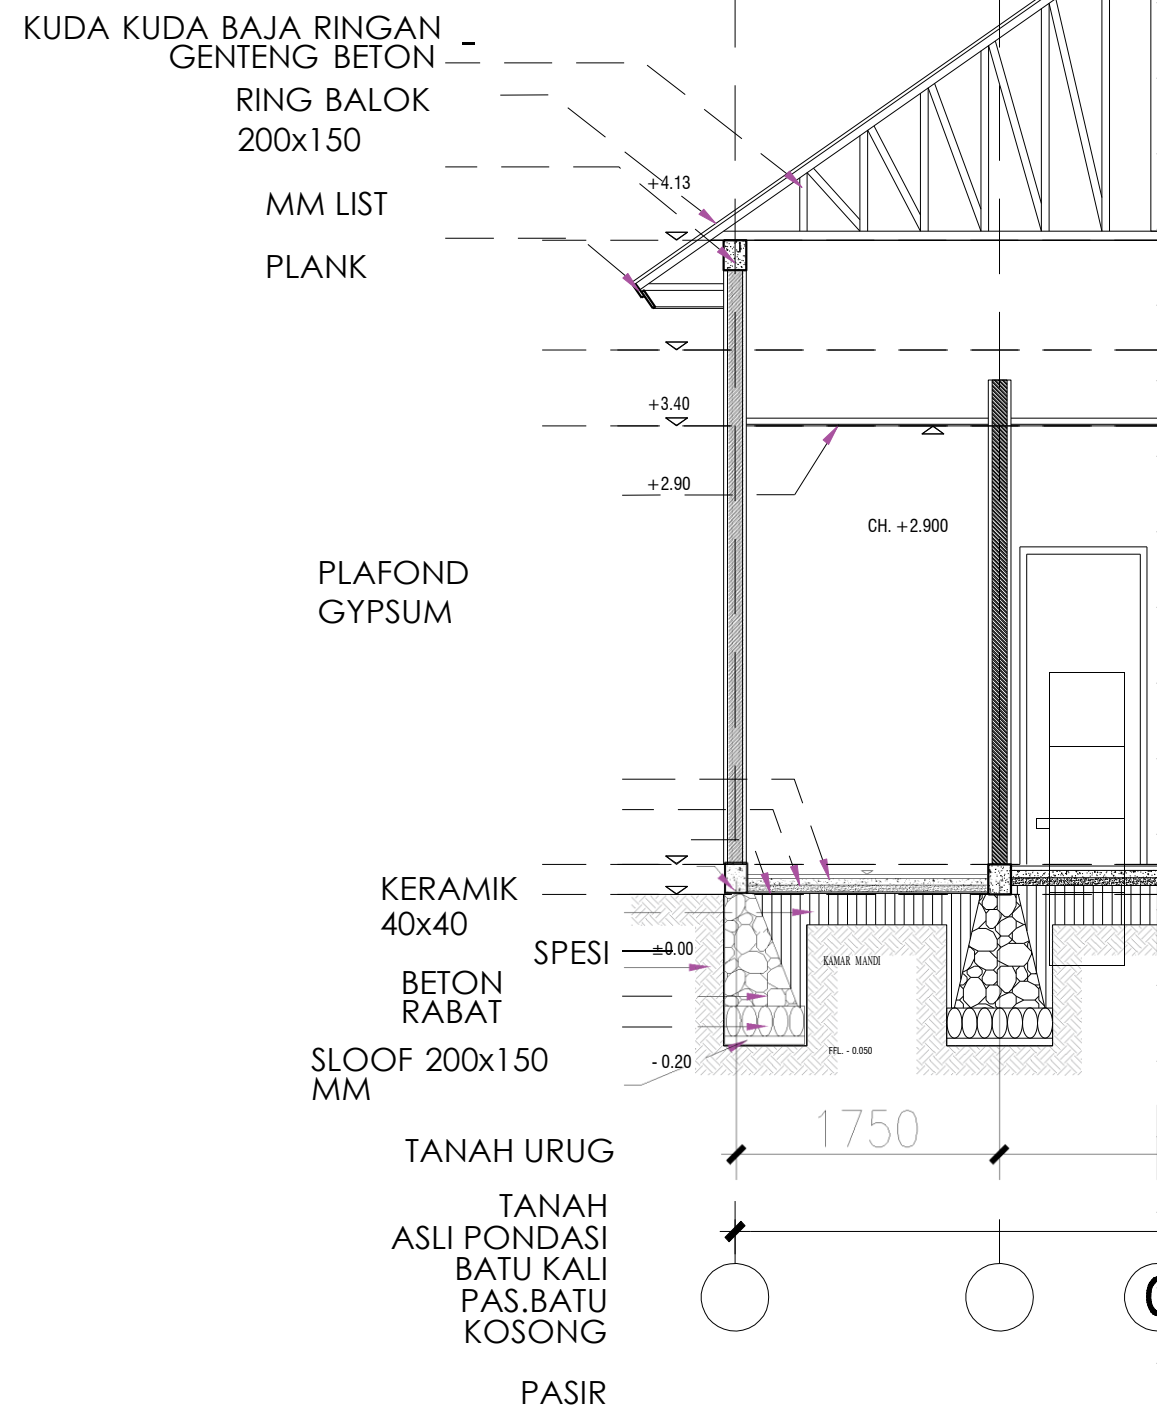 KUDA KUDA BAJA RINGAN
GENTENG BETON
RING BALOK
200x150
+4.13
MM LIST
PLANK
+3.40
+2.90
CH. +2.900
PLAFOND
GYPSUM
KERAMIK
40x40
SPESI
±0.00
KAMAR MANDI
BETON
RABAT
FFL. - 0.050
SLOOF 200x150
MM
- 0.20
1750
TANAH URUG
TANAH
ASLI PONDASI
BATU KALI
PAS.BATU
KOSONG
PASIR